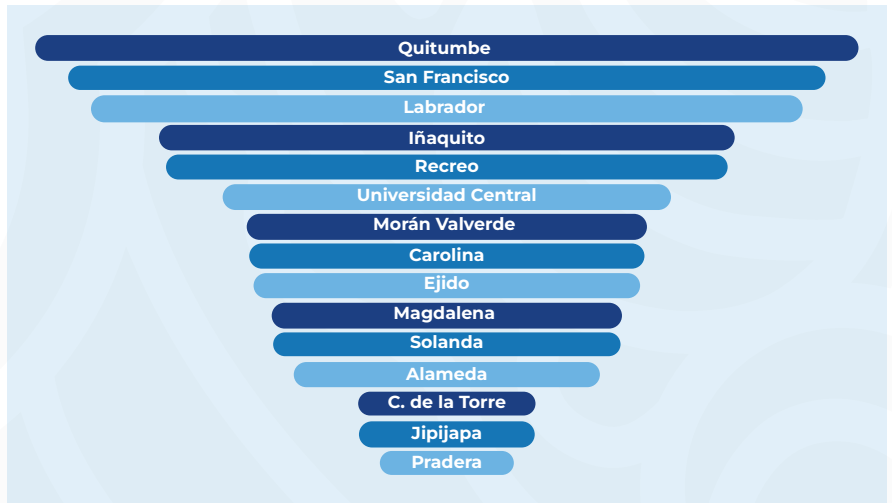 Quitumbe
San Francisco
Labrador
Iñaquito
Recreo
Universidad Central
Morán Valverde
Carolina
Ejido
Magdalena
Solanda
Alameda
C. de la Torre
Jipijapa
Pradera